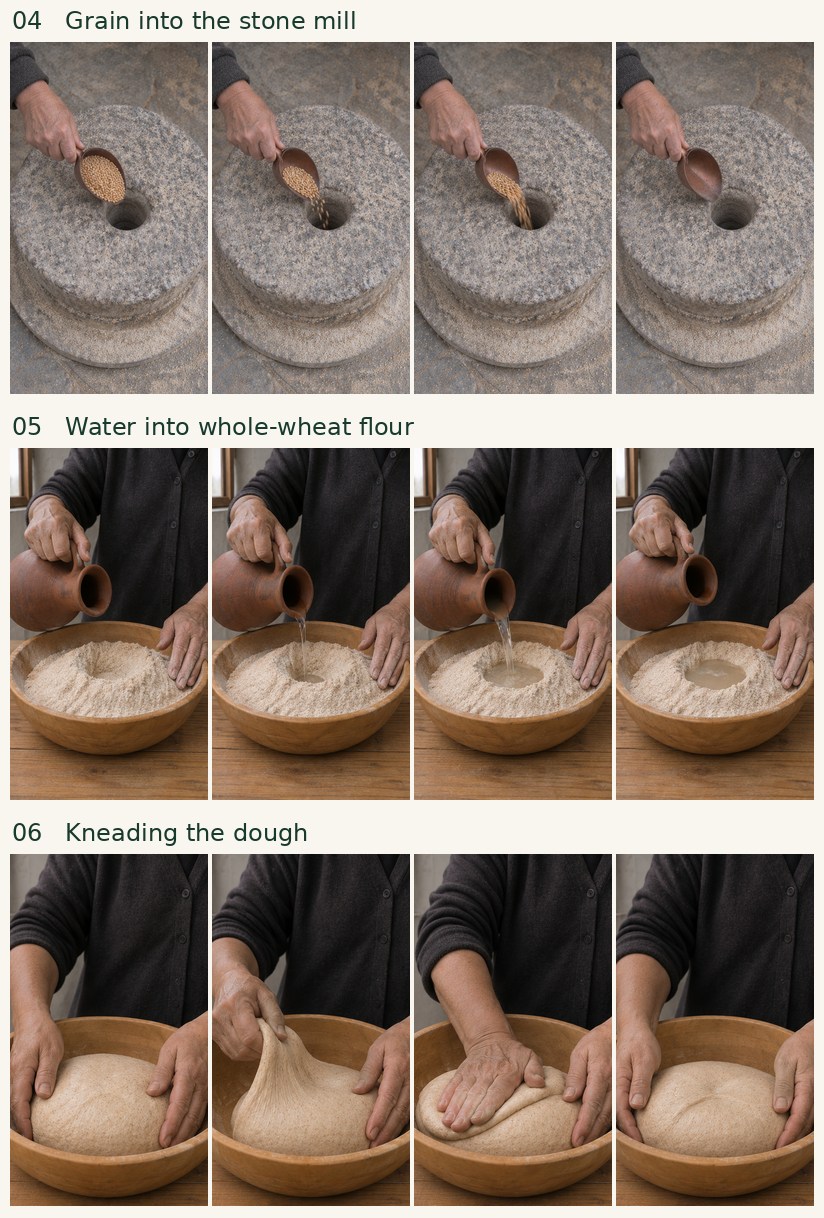 04 Grain into the stone mill
05 Water into whole-wheat flour
06 Kneading the dough